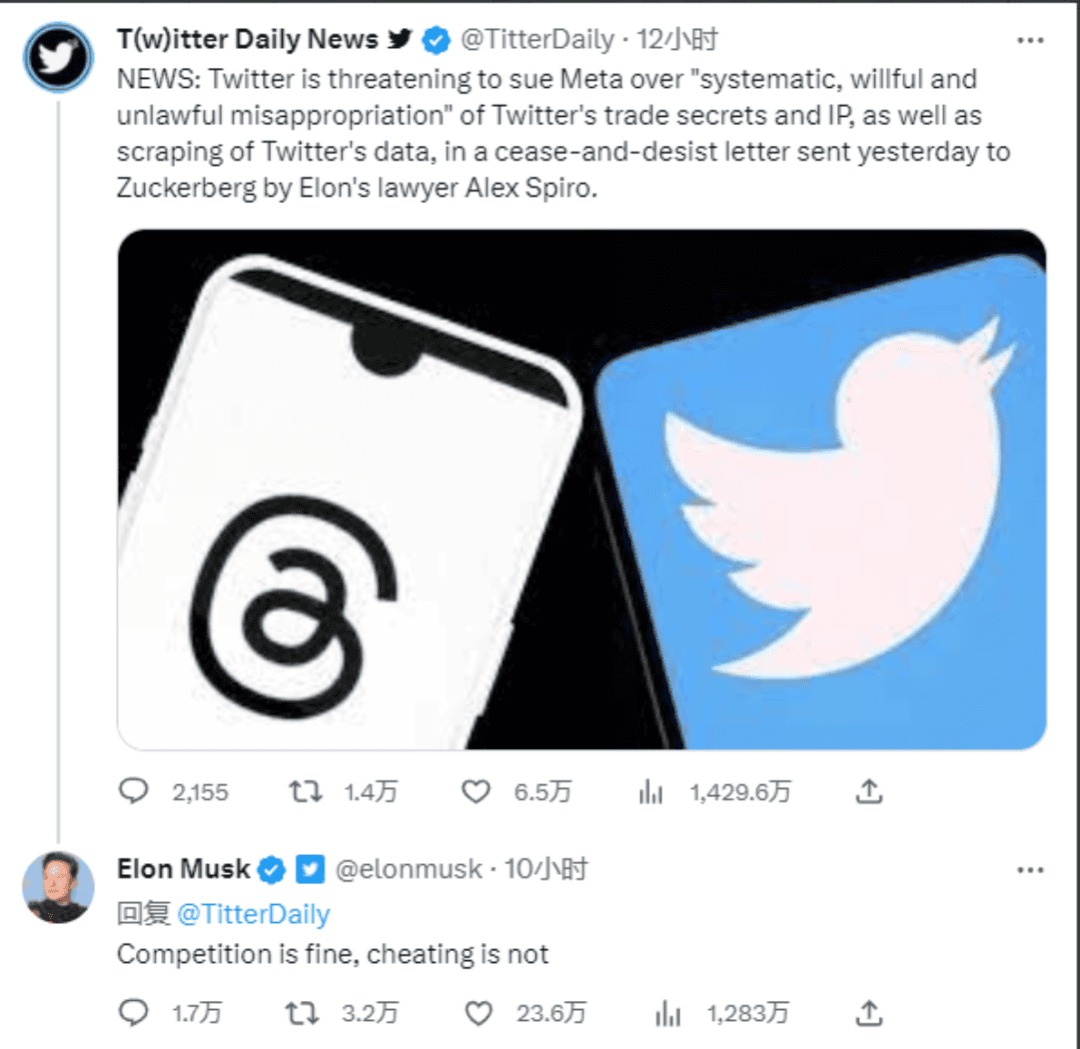 T(w)itter Daily News @TitterDaily · 12小时
NEWS: Twitter is threatening to sue Meta over "systematic, willful and
unlawful misappropriation" of Twitter's trade secrets and IP, as well as
scraping of Twitter's data, in a cease-and-desist letter sent yesterday to
Zuckerberg by Elon's lawyer Alex Spiro.
2,155 1.4万 6.5万 1,429.6万
Elon Musk @elonmusk · 10小时
回复 @TitterDaily
Competition is fine, cheating is not
1.7万 3.2万 23.6万 1,283万